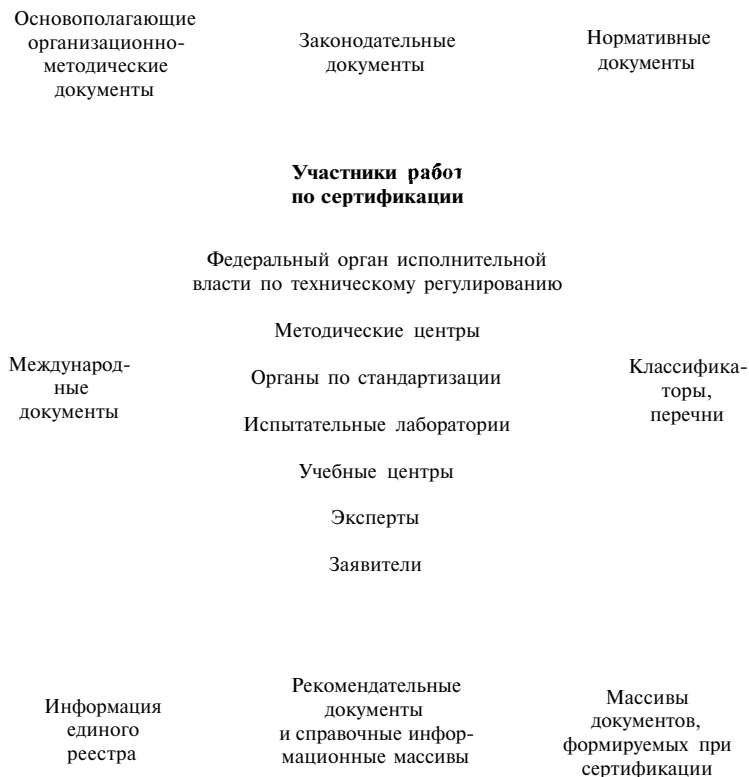 Основополагающие
организационно-
методические
документы
Законодательные
документы
Нормативные
документы
Участники работ
по сертификации
Федеральный орган исполнительной
власти по техническому регулированию
Методические центры
Органы по стандартизации
Испытательные лаборатории
Учебные центры
Эксперты
Заявители
Международ-
ные
документы
Классифика-
торы,
перечни
Информация
единого
реестра
Рекомендательные
документы
и справочные инфор-
мационные массивы
Массивы
документов,
формируемых при
сертификации